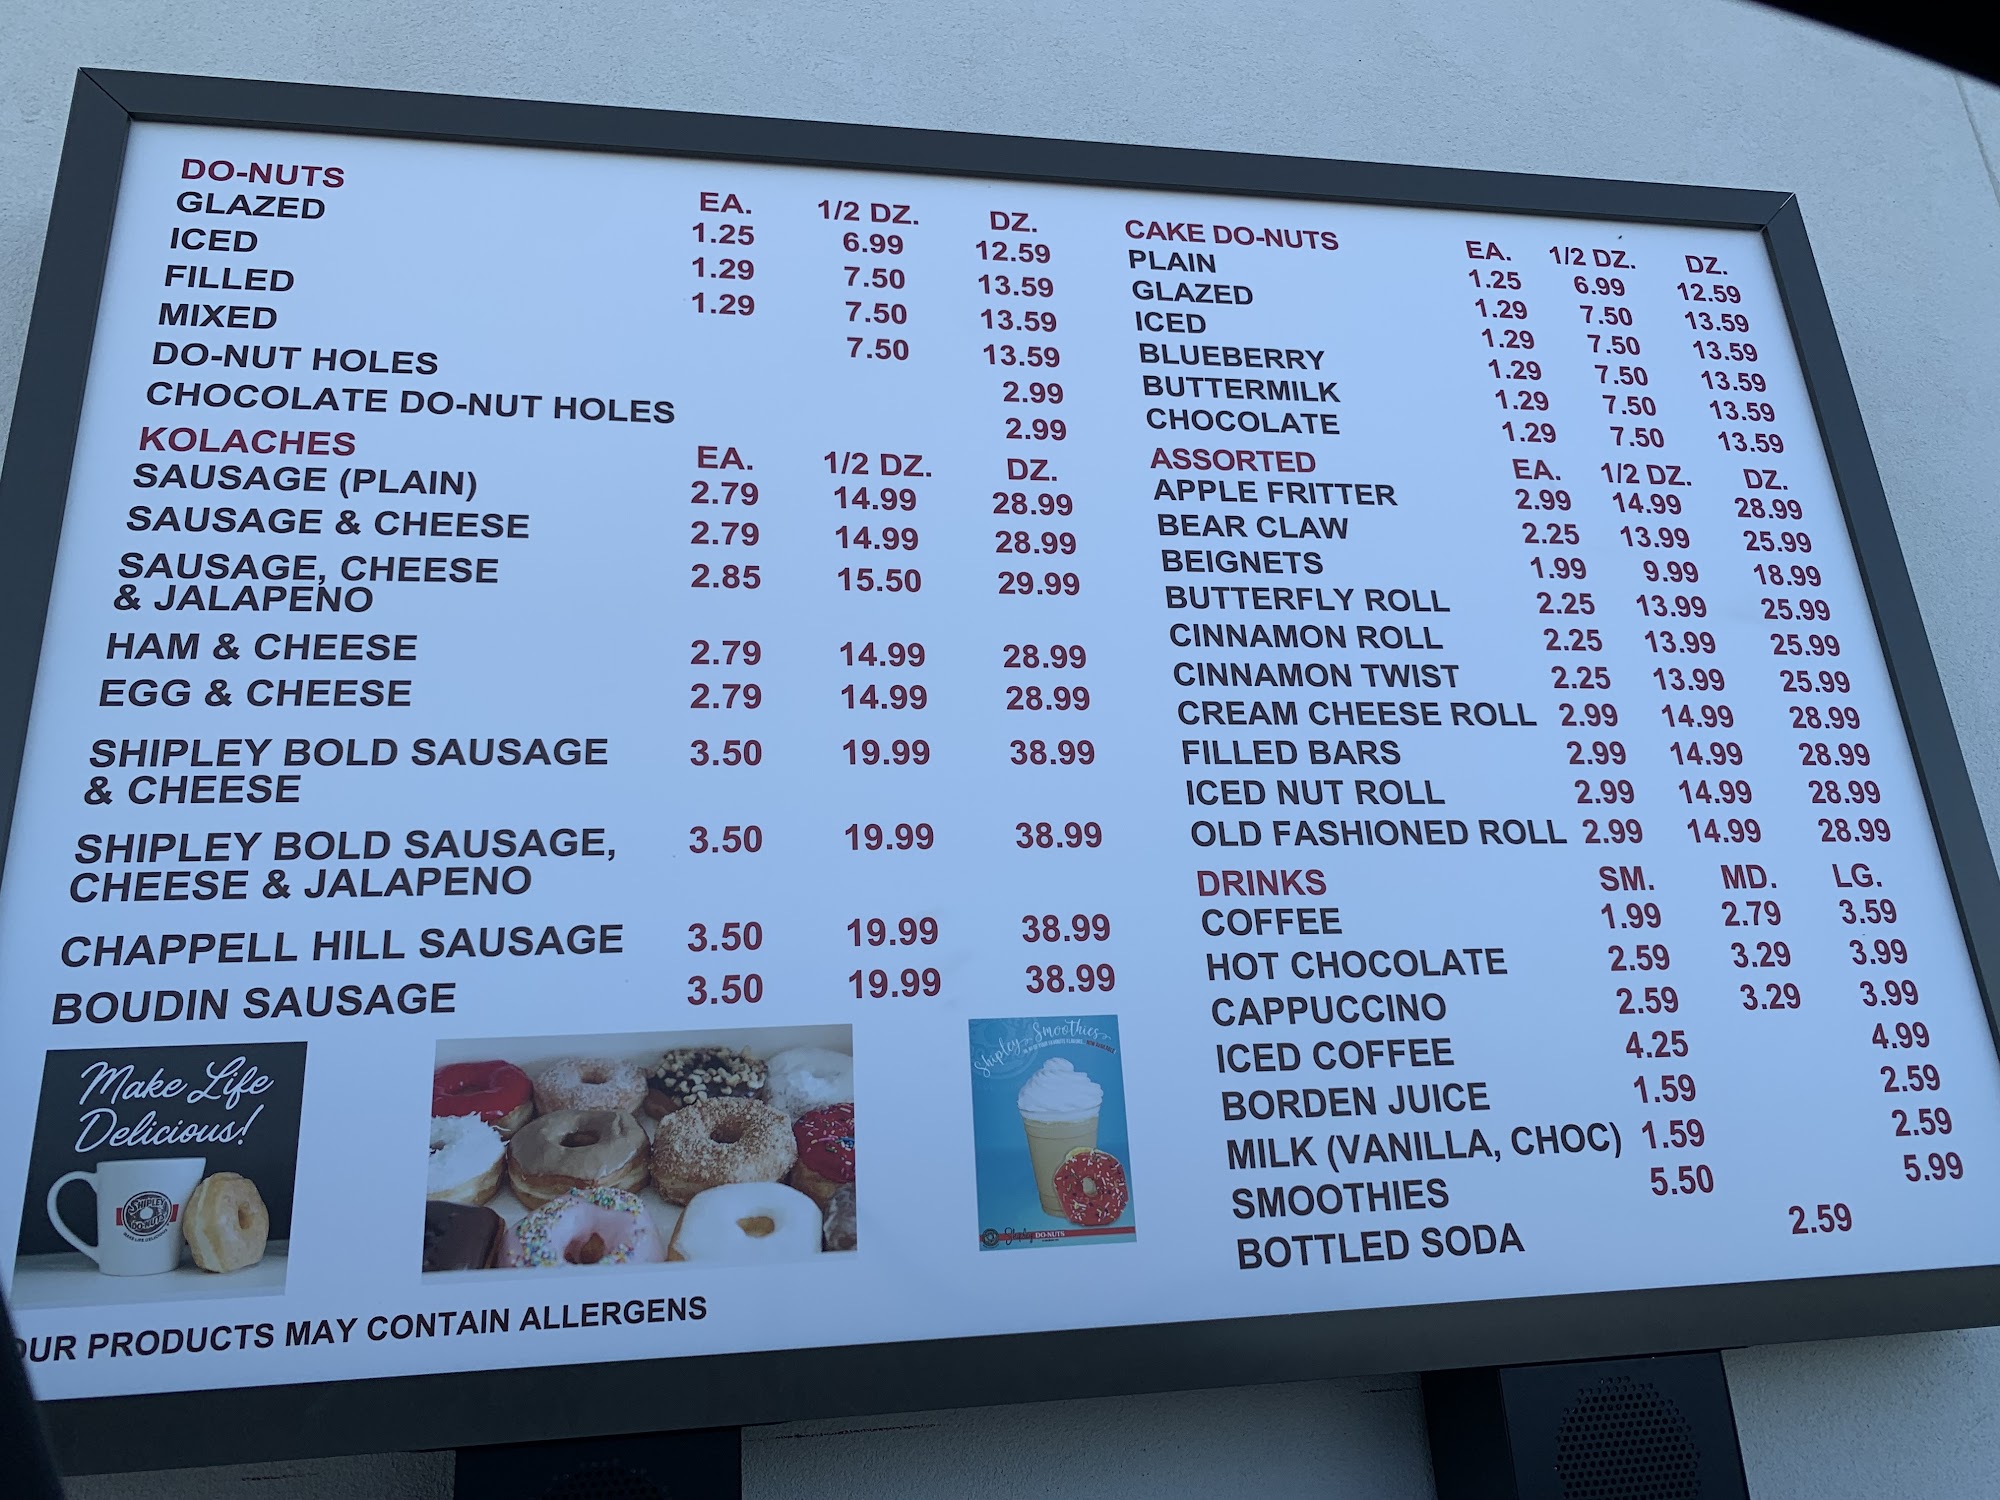 DO-NUTS EA. 1/2 DZ. DZ.
GLAZED 1.25 6.99 12.59
ICED 1.29 7.50 13.59
FILLED 1.29 7.50 13.59
MIXED 7.50 13.59
DO-NUT HOLES 2.99
CHOCOLATE DO-NUT HOLES 2.99
KOLACHES EA. 1/2 DZ. DZ.
SAUSAGE (PLAIN) 2.79 14.99 28.99
SAUSAGE & CHEESE 2.79 14.99 28.99
SAUSAGE, CHEESE 2.85 15.50 29.99
& JALAPENO
HAM & CHEESE 2.79 14.99 28.99
EGG & CHEESE 2.79 14.99 28.99
SHIPLEY BOLD SAUSAGE 3.50 19.99 38.99
& CHEESE
SHIPLEY BOLD SAUSAGE, 3.50 19.99 38.99
CHEESE & JALAPENO
CHAPPELL HILL SAUSAGE 3.50 19.99 38.99
BOUDIN SAUSAGE 3.50 19.99 38.99
CAKE DO-NUTS EA. 1/2 DZ. DZ.
PLAIN 1.25 6.99 12.59
GLAZED 1.29 7.50 13.59
ICED 1.29 7.50 13.59
BLUEBERRY 1.29 7.50 13.59
BUTTERMILK 1.29 7.50 13.59
CHOCOLATE 1.29 7.50 13.59
ASSORTED EA. 1/2 DZ. DZ.
APPLE FRITTER 2.99 14.99 28.99
BEAR CLAW 2.25 13.99 25.99
BEIGNETS 1.99 9.99 18.99
BUTTERFLY ROLL 2.25 13.99 25.99
CINNAMON ROLL 2.25 13.99 25.99
CINNAMON TWIST 2.25 13.99 25.99
CREAM CHEESE ROLL 2.99 14.99 28.99
FILLED BARS 2.99 14.99 28.99
ICED NUT ROLL 2.99 14.99 28.99
OLD FASHIONED ROLL 2.99 14.99 28.99
DRINKS SM. MD. LG.
COFFEE 1.99 2.79 3.59
HOT CHOCOLATE 2.59 3.29 3.99
CAPPUCCINO 2.59 3.29 3.99
ICED COFFEE 4.25 4.99
BORDEN JUICE 1.59 2.59
MILK (VANILLA, CHOC) 1.59 2.59
SMOOTHIES 5.50 5.99
BOTTLED SODA 2.59
Make Life
Delicious!
SHIPLEY
DO-NUTS
MAKE LIFE DELICIOUS!
Shipley Smoothies
Shipley DO-NUTS
OUR PRODUCTS MAY CONTAIN ALLERGENS